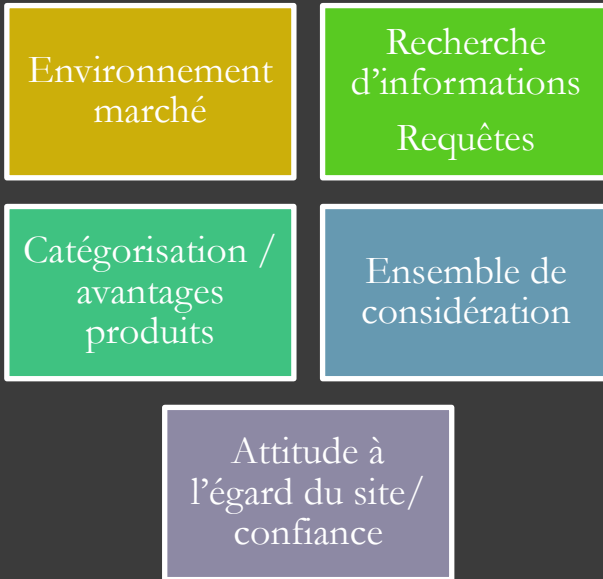 Environnement
marché
Recherche
d’informations
Requêtes
Catégorisation /
avantages
produits
Ensemble de
considération
Attitude à
l’égard du site/
confiance